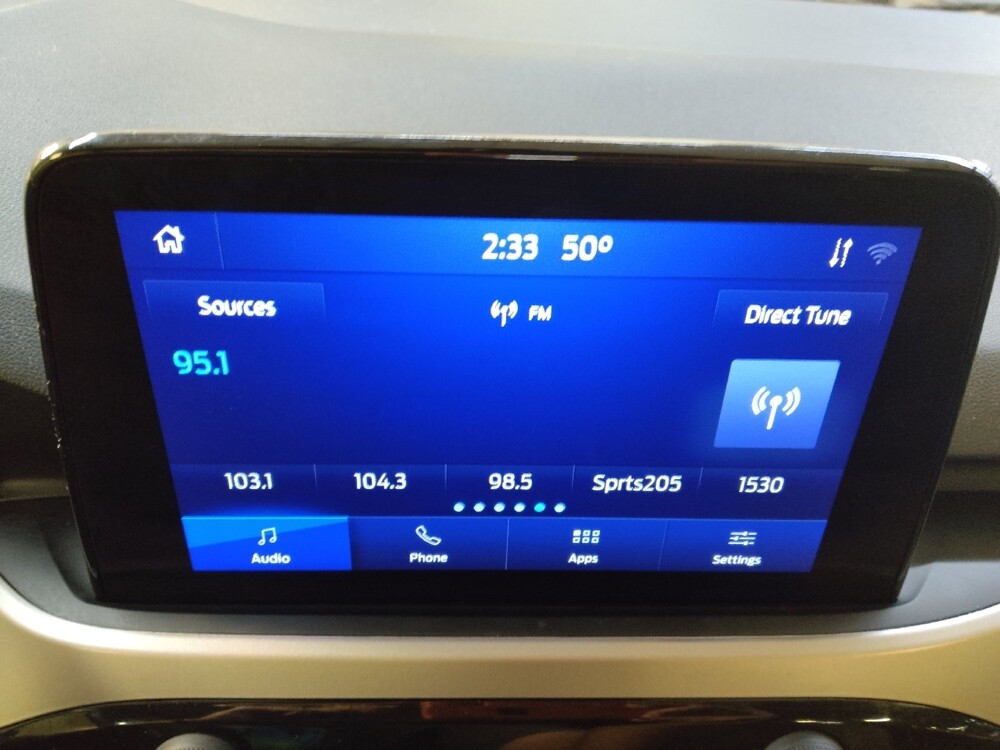 2:33 50°
Sources
FM
Direct Tune
95.1
103.1 104.3 98.5 Sprts205 1530
Audio Phone Apps Settings